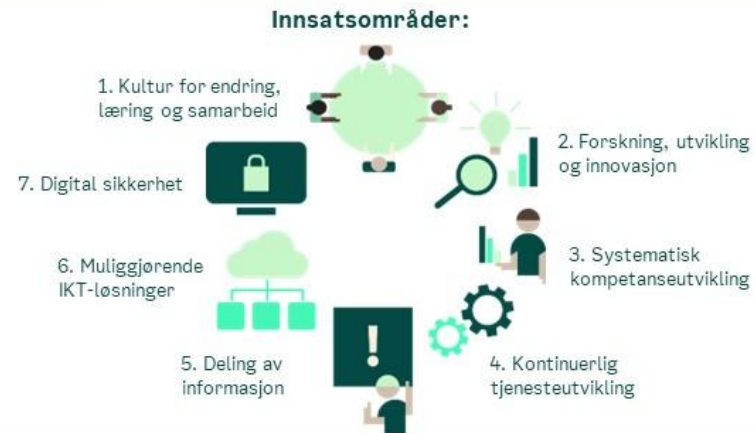 Innsatsområder:
1. Kultur for endring,
læring og samarbeid
2. Forskning, utvikling
og innovasjon
3. Systematisk
kompetanseutvikling
4. Kontinuerlig
tjenesteutvikling
5. Deling av
informasjon
6. Muliggjørende
IKT-løsninger
7. Digital sikkerhet
!